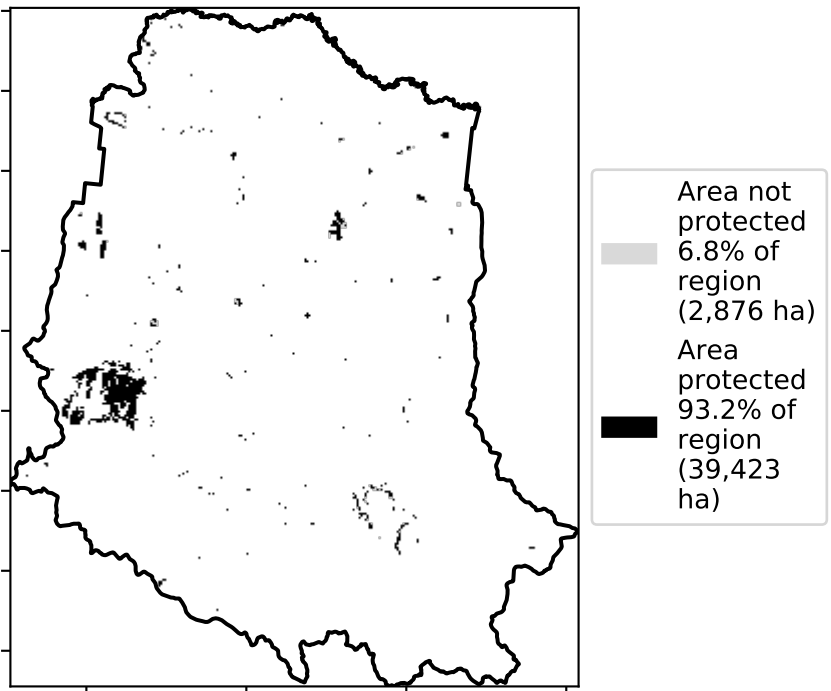 Area not
protected
6.8% of
region
(2,876 ha)
Area
protected
93.2% of
region
(39,423
ha)